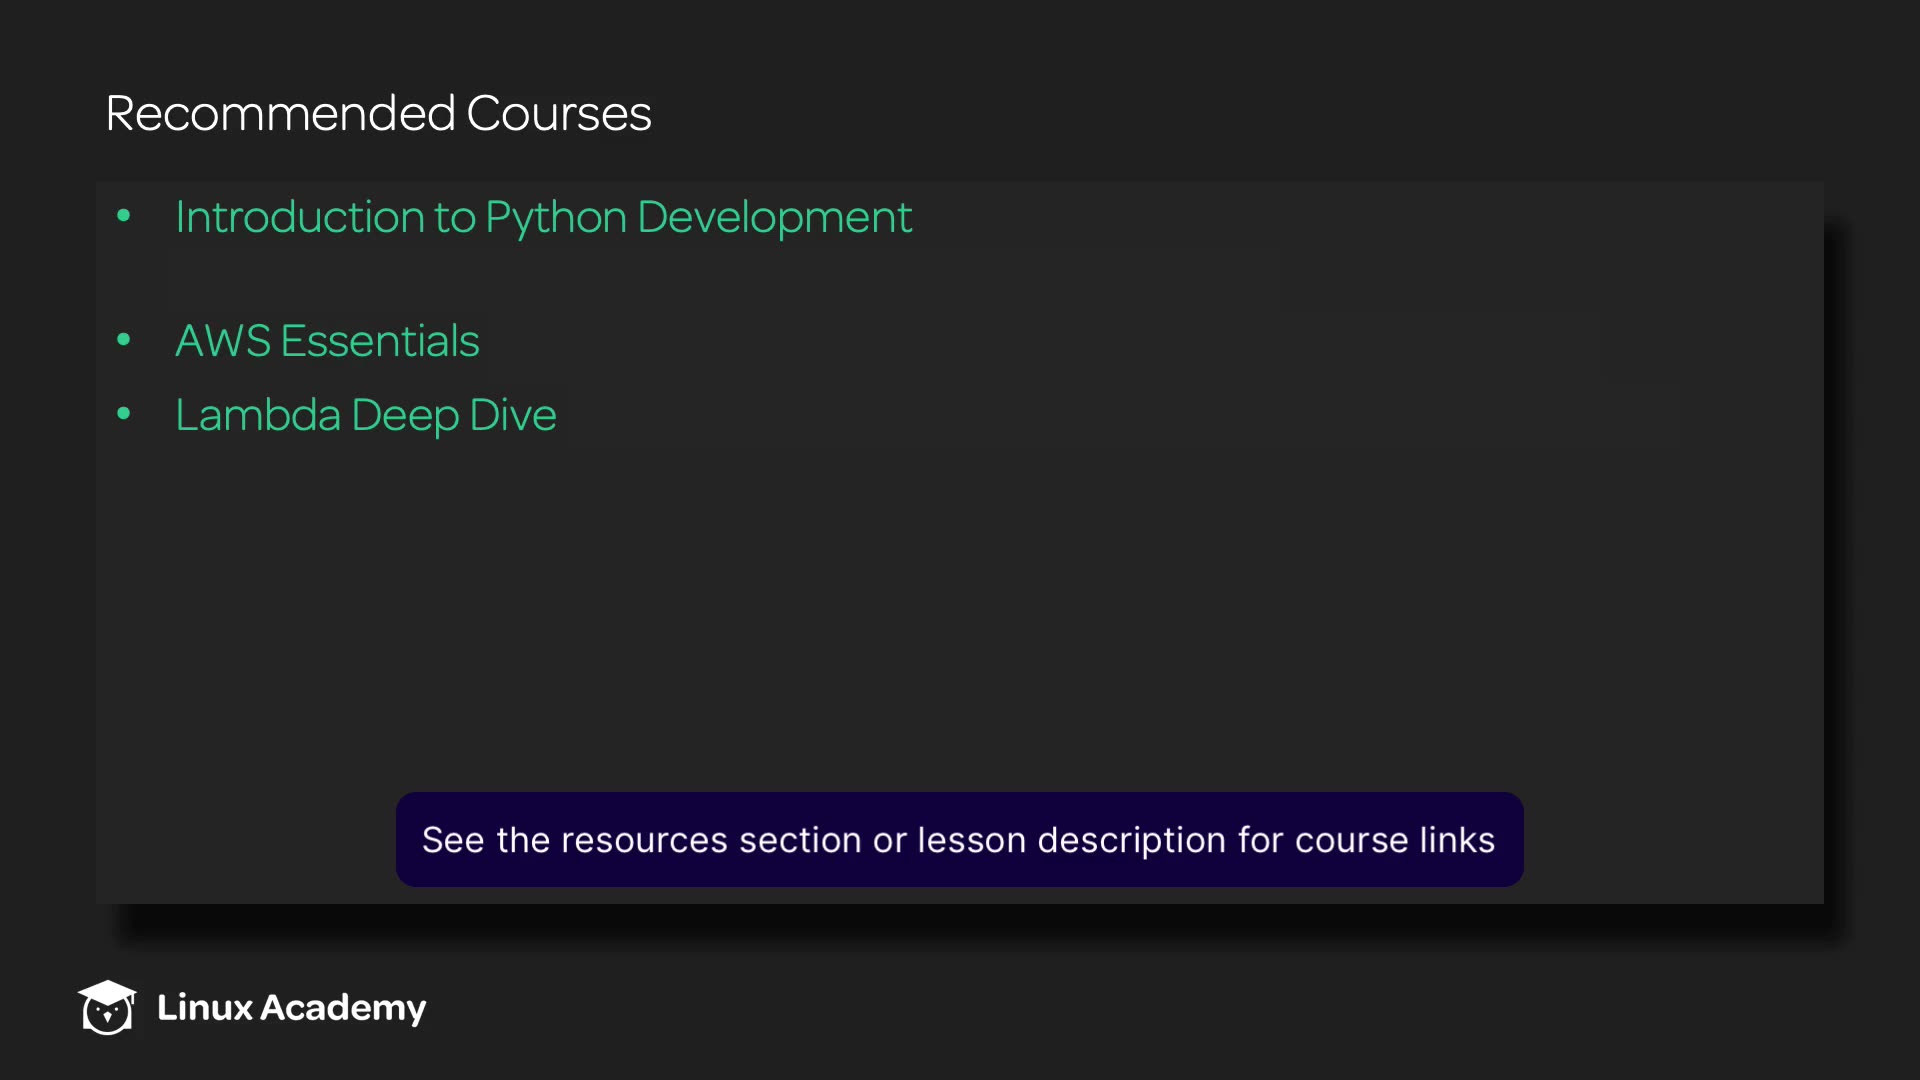 Recommended Courses
• Introduction to Python Development
• AWS Essentials
• Lambda Deep Dive
See the resources section or lesson description for course links
Linux Academy